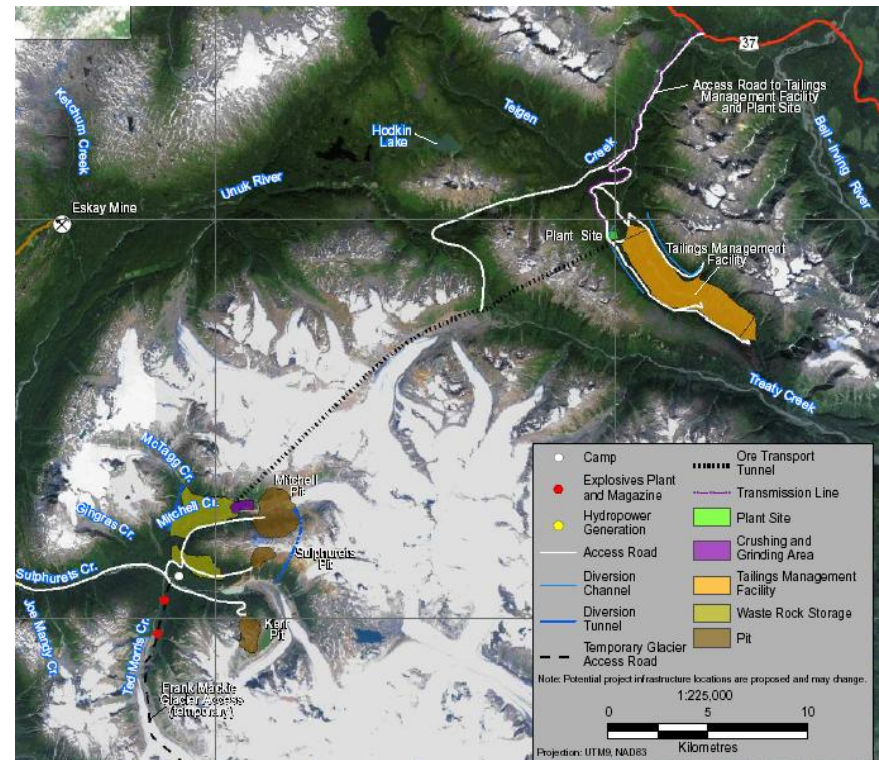 37
Access Road to Tailings
Management Facility
and Plant Site
Ketchum Creek
Teigen
Creek
Hodkin
Lake
Bell - Irving River
Unuk River
Eskay Mine
Plant Site
Tailings Management
Facility
Treaty Creek
McTagg Cr.
Mitchell
Pit
Mitchell Cr.
Gingras Cr.
Sulphurets
Pit
Sulphurets Cr.
Joe Mandy Cr.
Ted Morris Cr.
Kerr
Pit
Frank Mackie
Glacier Access
(temporary)
Camp
Explosives Plant
and Magazine
Hydropower
Generation
Access Road
Diversion
Channel
Diversion
Tunnel
Temporary Glacier
Access Road
Ore Transport
Tunnel
Transmission Line
Plant Site
Crushing and
Grinding Area
Tailings Management
Facility
Waste Rock Storage
Pit
Note: Potential project infrastructure locations are proposed and may change.
1:225,000
0 5 10
Kilometres
Projection: UTM9, NAD83